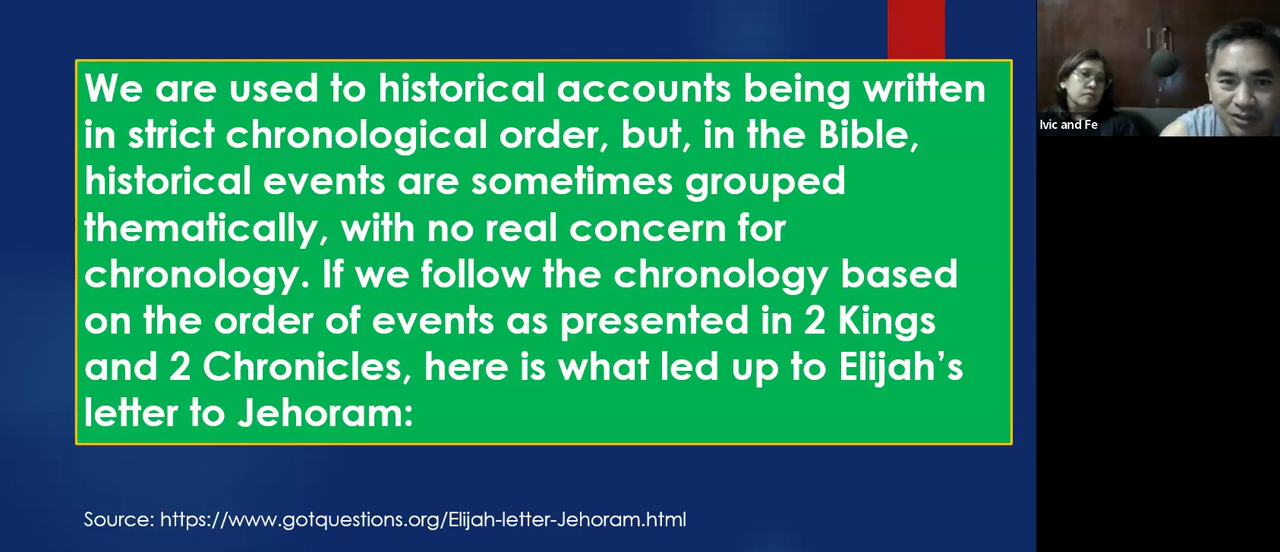 We are used to historical accounts being written
in strict chronological order, but, in the Bible,
historical events are sometimes grouped
thematically, with no real concern for
chronology. If we follow the chronology based
on the order of events as presented in 2 Kings
and 2 Chronicles, here is what led up to Elijah’s
letter to Jehoram:
Source: https://www.gotquestions.org/Elijah-letter-Jehoram.html
Ivic and Fe